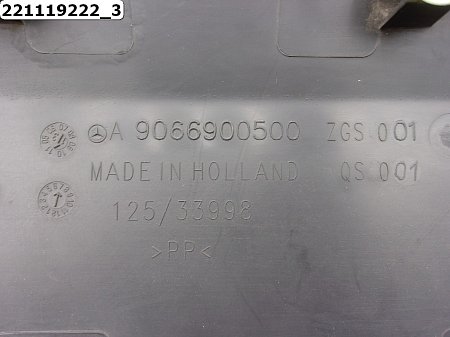 221119222_3
A 9066900500 ZGS 001
MADE IN HOLLAND QS 001
125/33998
>PP<